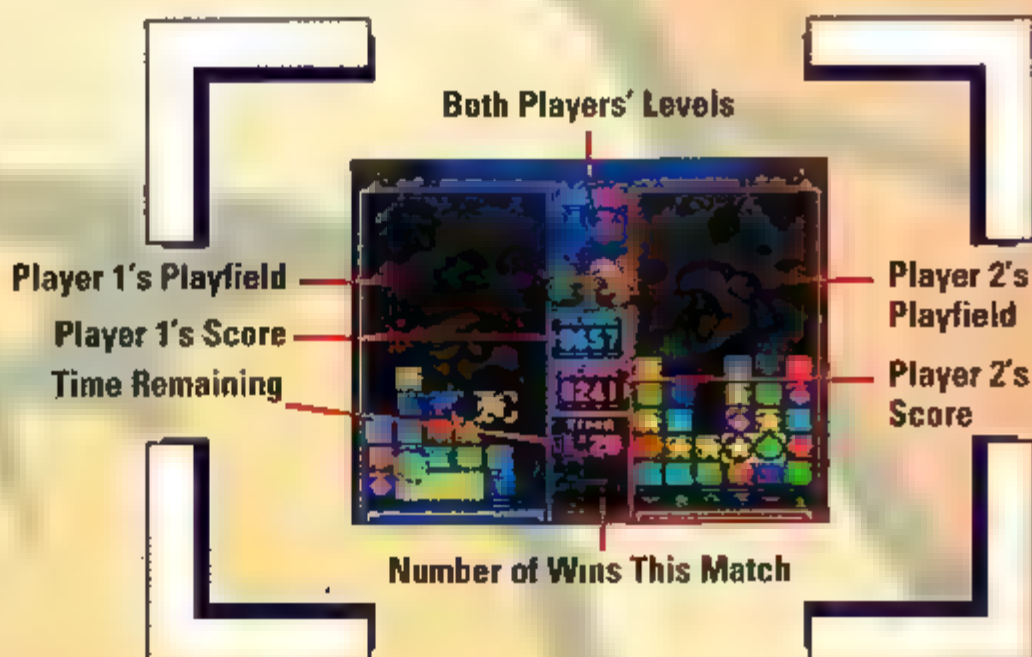 Both Players' Levels
Player 1's Playfield
Player 1's Score
Time Remaining
Player 2's
Playfield
Player 2's
Score
Number of Wins This Match